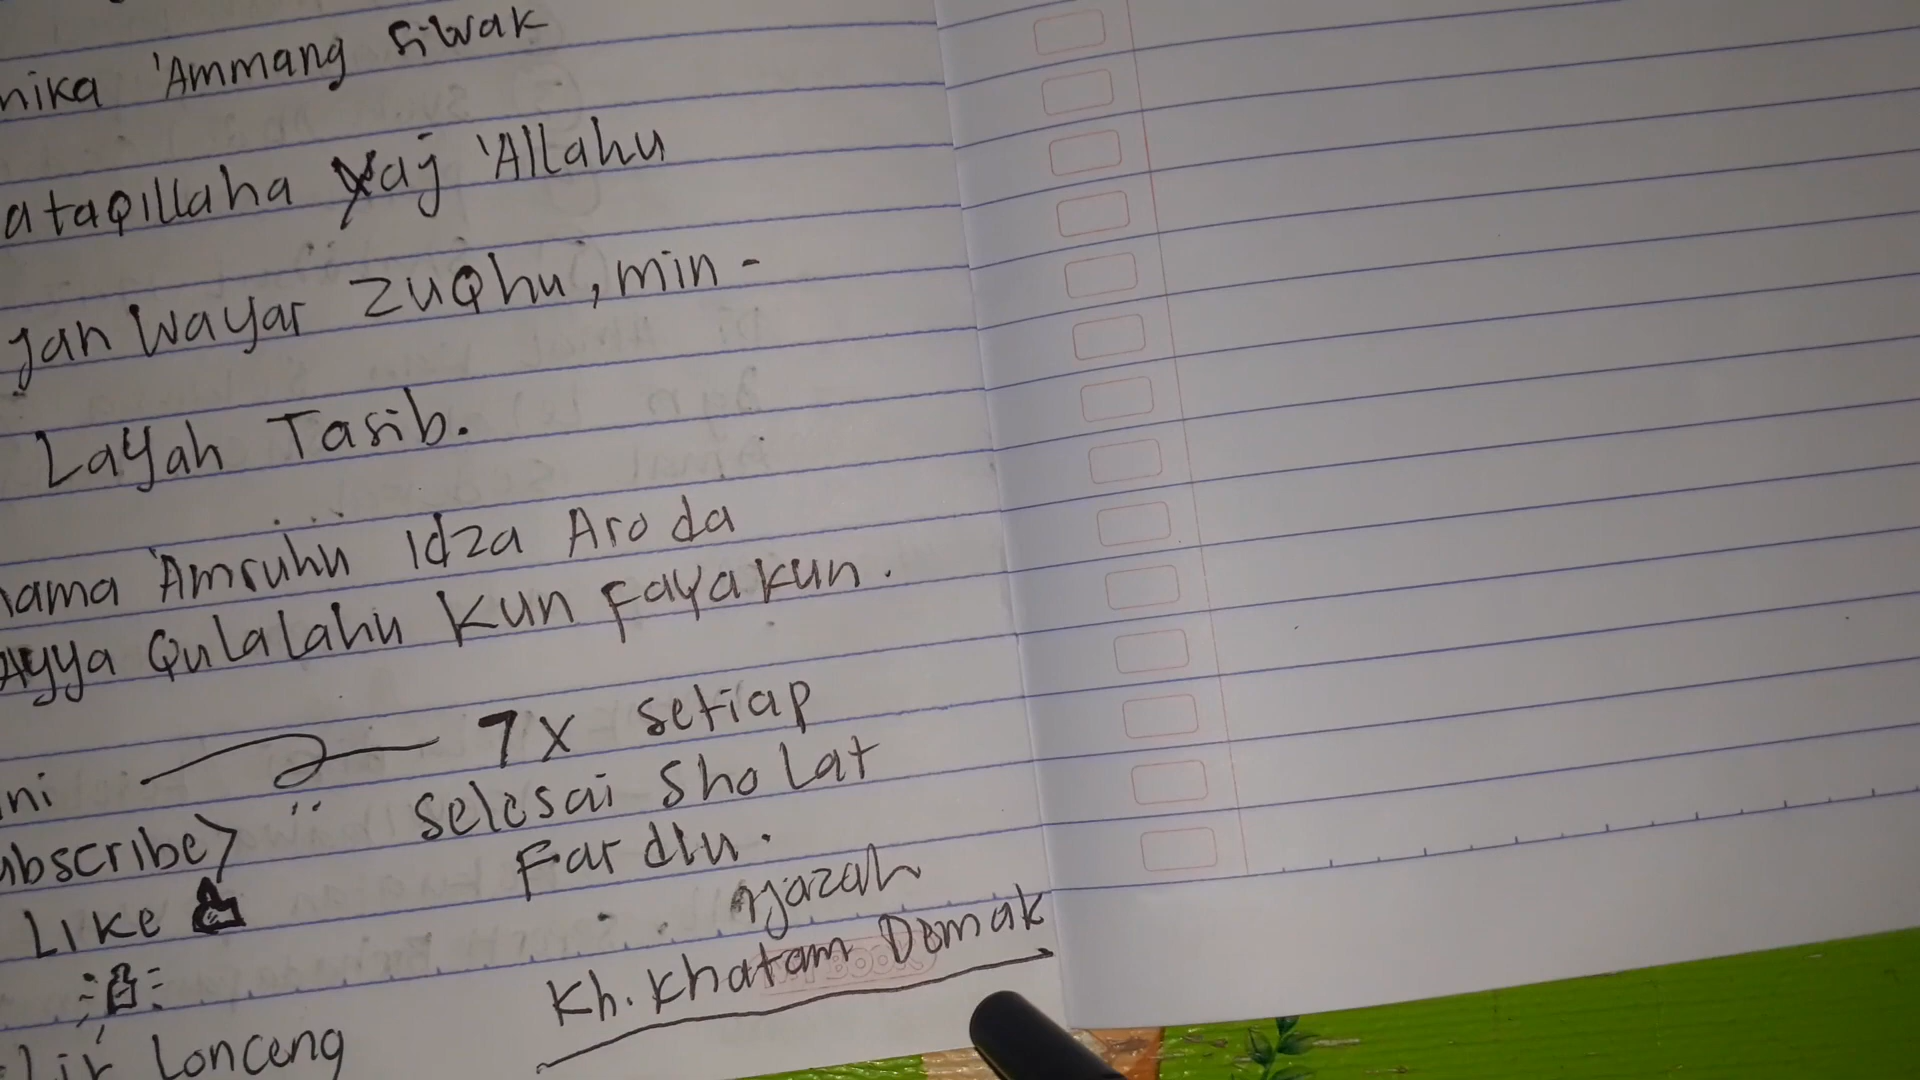 nika 'Ammang siwak
ataqillaha Yaj 'Allahu
jan Wayar Zuqhu, min -
Layah Tasib.
ama 'Amruhu Idza Aroda
Ayya Qulalahu Kun Fayakun.
ni 7x setiap
ubscribe> selesai Sholat
Fardlu.
Like
Ijazah
Kh. Khatam Demak
Lonceng